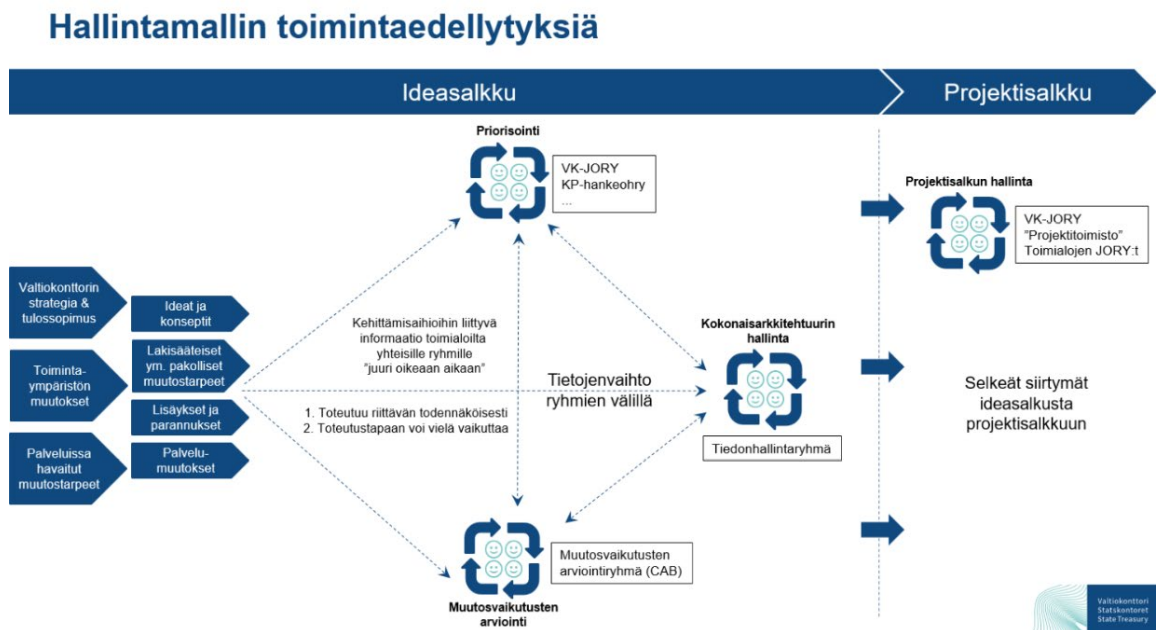 Hallintamallin toimintaedellytyksiä
Ideasalkku
Projektisalkku
Priorisointi
VK-JORY
KP-hankeohry
...
Projektisalkun hallinta
VK-JORY
"Projektitoimisto"
Toimialojen JORY:t
Valtiokonttorin
strategia &
tulossopimus
Toiminta-
ympäristön
muutokset
Palveluissa
havaitut
muutostarpeet
Ideat ja
konseptit
Lakisääteiset
ym. pakolliset
muutostarpeet
Lisäykset ja
parannukset
Palvelu-
muutokset
Kehittämisaihioihin liittyvä
informaatio toimialoilta
yhteisille ryhmille
"juuri oikeaan aikaan"
1. Toteutuu riittävän todennäköisesti
2. Toteutustapaan voi vielä vaikuttaa
Tietojenvaihto
ryhmien välillä
Kokonaisarkkitehtuurin
hallinta
Tiedonhallintaryhmä
Selkeät siirtymät
ideasalkusta
projektisalkkuun
Muutosvaikutusten
arviointiryhmä (CAB)
Muutosvaikutusten
arviointi
Valtiokonttori
Statskontoret
State Treasury